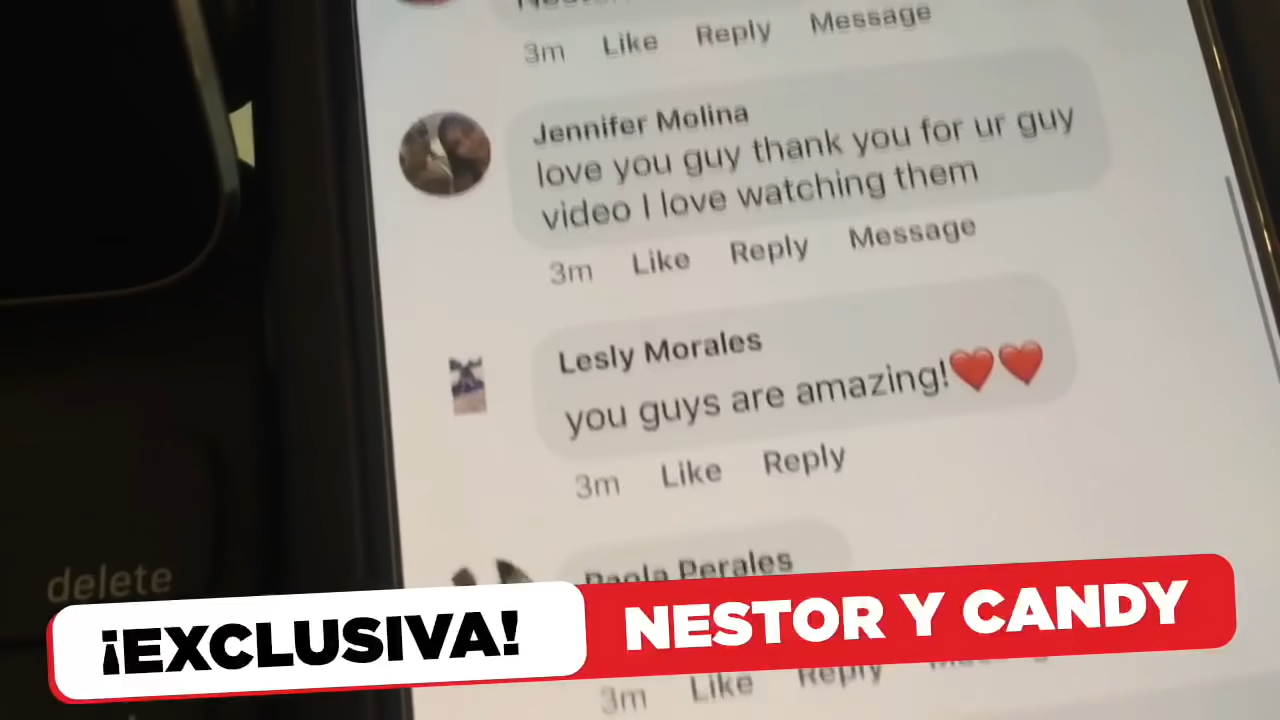 3m Like Reply Message
Jennifer Molina
love you guy thank you for ur guy
video I love watching them
3m Like Reply Message
Lesly Morales
you guys are amazing!❤️❤️
3m Like Reply
Paola Perales
delete
¡EXCLUSIVA! NESTOR Y CANDY
3m Like Reply